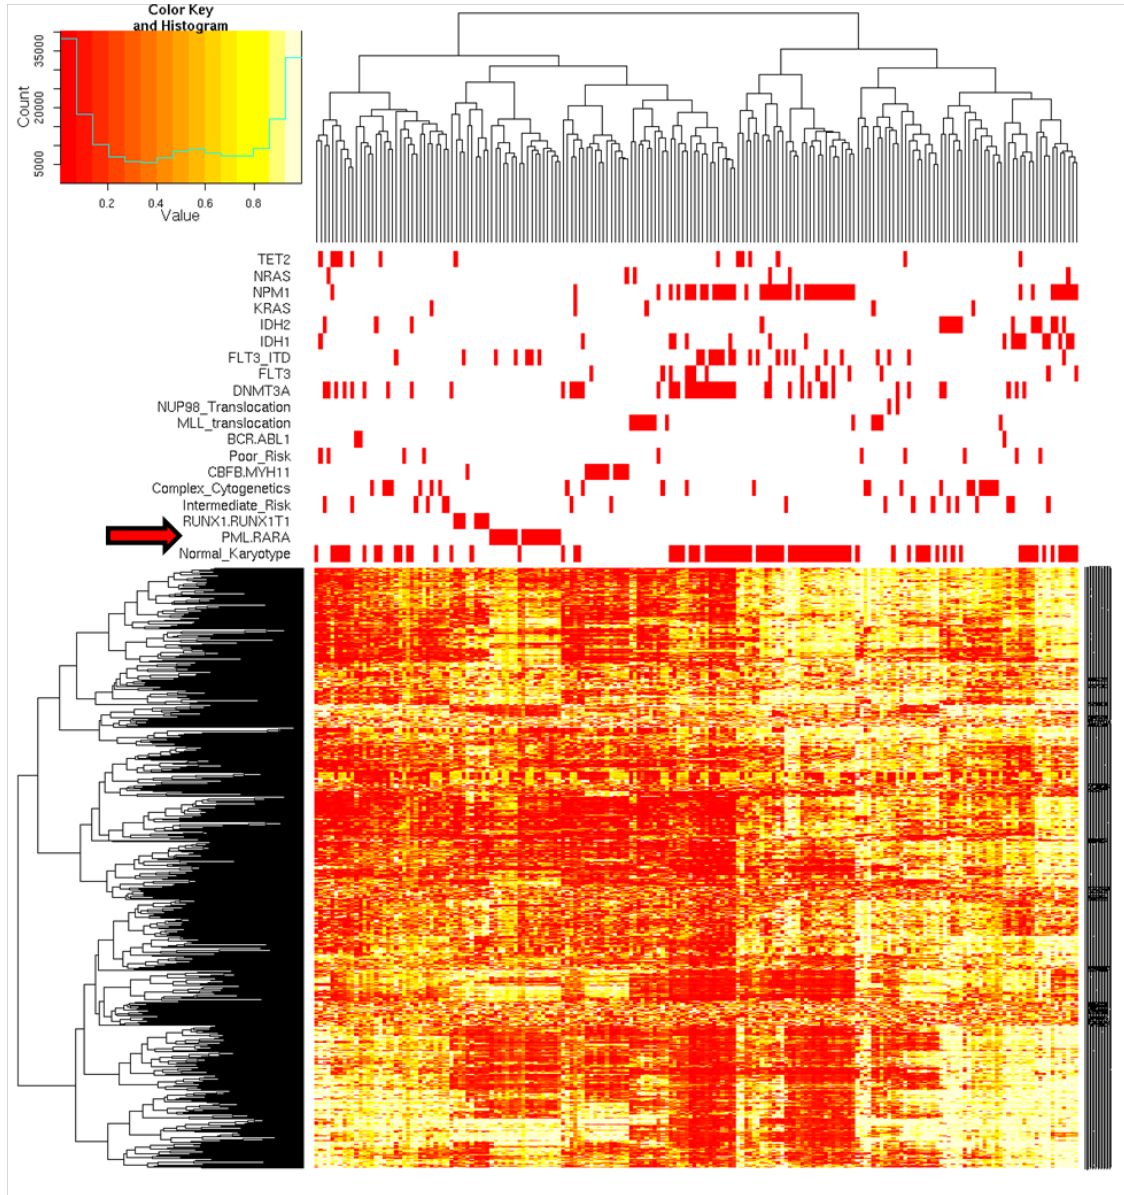 Color Key
and Histogram
Count
5000
20000
35000
0.2
0.4
0.6
0.8
Value
TET2
NRAS
NPM1
KRAS
IDH2
IDH1
FLT3_ITD
FLT3
DNMT3A
NUP98_Translocation
MLL_translocation
BCR.ABL1
Poor_Risk
CBFB.MYH11
Complex_Cytogenetics
Intermediate_Risk
RUNX1.RUNX1T1
PML.RARA
Normal_Karyotype